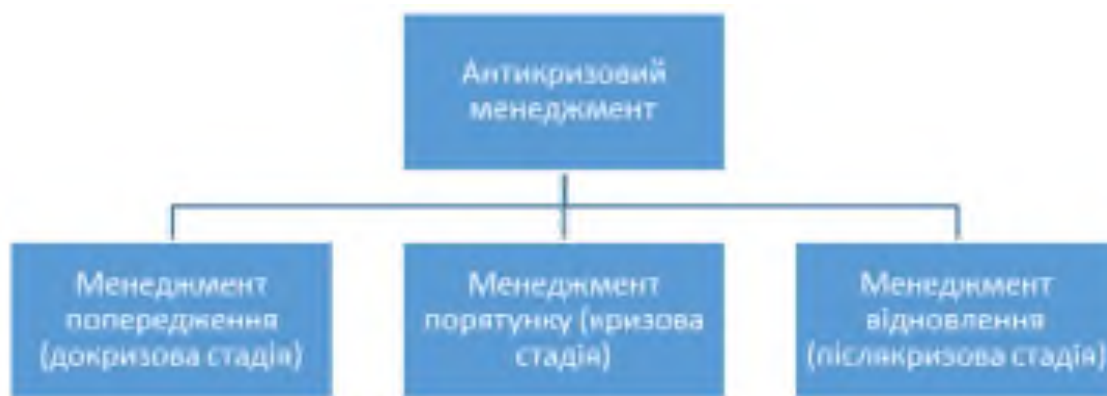 Антикризовий
менеджмент
Менеджмент
попередження
(докризова стадія)
Менеджмент
порятунку (кризова
стадія)
Менеджмент
відновлення
(післякризова стадія)